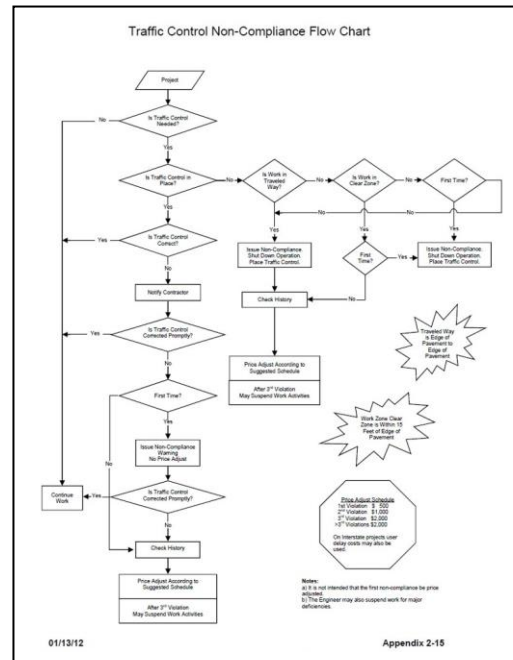 Traffic Control Non-Compliance Flow Chart
Project
Is Traffic Control
Needed?
No
Yes
Is Traffic Control in
Place?
No
Is Work in
Traveled
Way?
No
Is Work in
Clear Zone?
No
First Time?
No
No
Yes
Yes
Yes
Yes
Is Traffic Control
Correct?
Yes
No
Issue Non-Compliance.
Shut Down Operation.
Place Traffic Control.
First
Time?
Yes
Issue Non-Compliance.
Shut Down Operation.
Place Traffic Control.
Notify Contractor
Check History
No
Is Traffic Control
Corrected Promptly?
Yes
No
Traveled Way
is Edge of
Pavement to
Edge of
Pavement
Price Adjust According to
Suggested Schedule
After 3rd Violation
May Suspend Work Activities
First Time?
Yes
No
Work Zone Clear
Zone is Within 15
Feet of Edge of
Pavement
Issue Non-Compliance
Warning
No Price Adjust
Continue
Work
Yes
Is Traffic Control
Corrected Promptly?
No
Price Adjust Schedule
1st Violation $ 500
2nd Violation $1,000
3rd Violation $2,000
>3rd Violations $2,000
On Interstate projects user
delay costs may also be
used.
Check History
Price Adjust According to
Suggested Schedule
After 3rd Violation
May Suspend Work Activities
Notes:
a) It is not intended that the first non-compliance be price
adjusted.
b) The Engineer may also suspend work for major
deficiencies.
01/13/12
Appendix 2-15